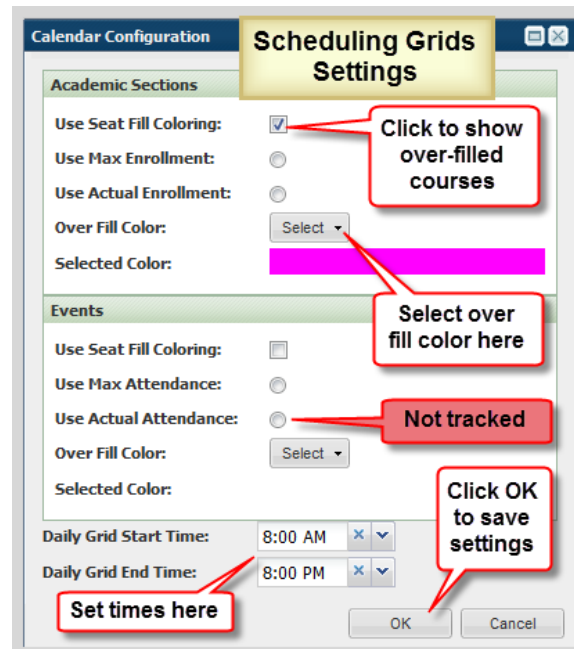 Calendar Configuration
Scheduling Grids
Settings
Academic Sections
Use Seat Fill Coloring:
Click to show
over-filled
courses
Use Max Enrollment:
Use Actual Enrollment:
Over Fill Color:
Select
Selected Color:
Select over
fill color here
Events
Use Seat Fill Coloring:
Use Max Attendance:
Use Actual Attendance:
Not tracked
Over Fill Color:
Select
Selected Color:
Click OK
to save
settings
Daily Grid Start Time:
8:00 AM
Daily Grid End Time:
8:00 PM
Set times here
OK
Cancel